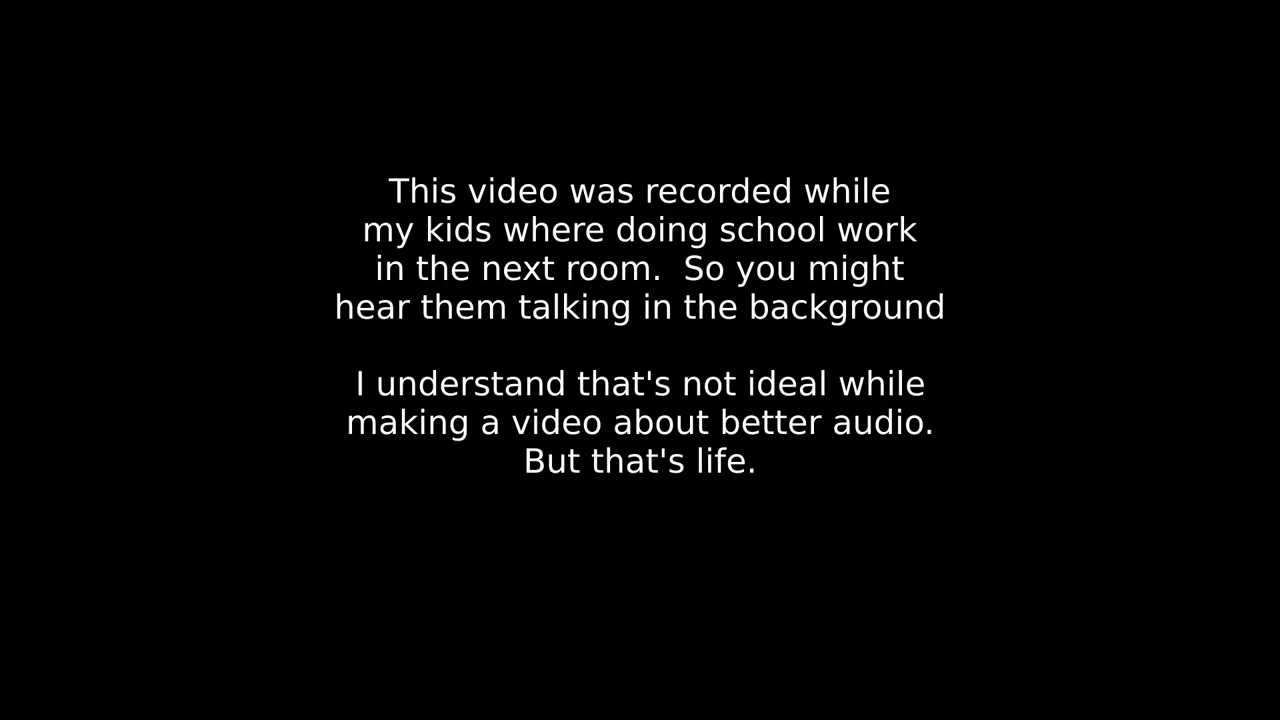 This video was recorded while
my kids where doing school work
in the next room.  So you might
hear them talking in the background
I understand that's not ideal while
making a video about better audio.
But that's life.